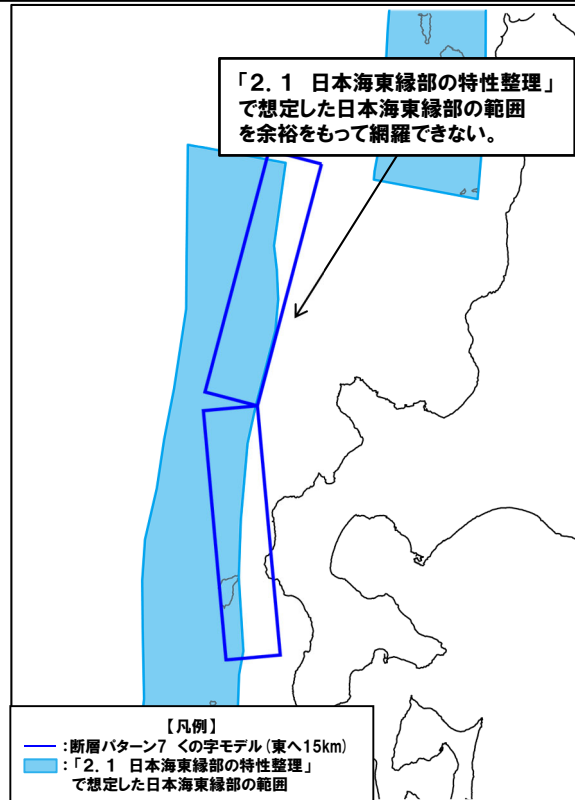 「2.1 日本海東縁部の特性整理」
で想定した日本海東縁部の範囲
を余裕をもって網羅できない。
【凡例】
:断層パターン7 くの字モデル(東へ15km)
:「2.1 日本海東縁部の特性整理」
で想定した日本海東縁部の範囲